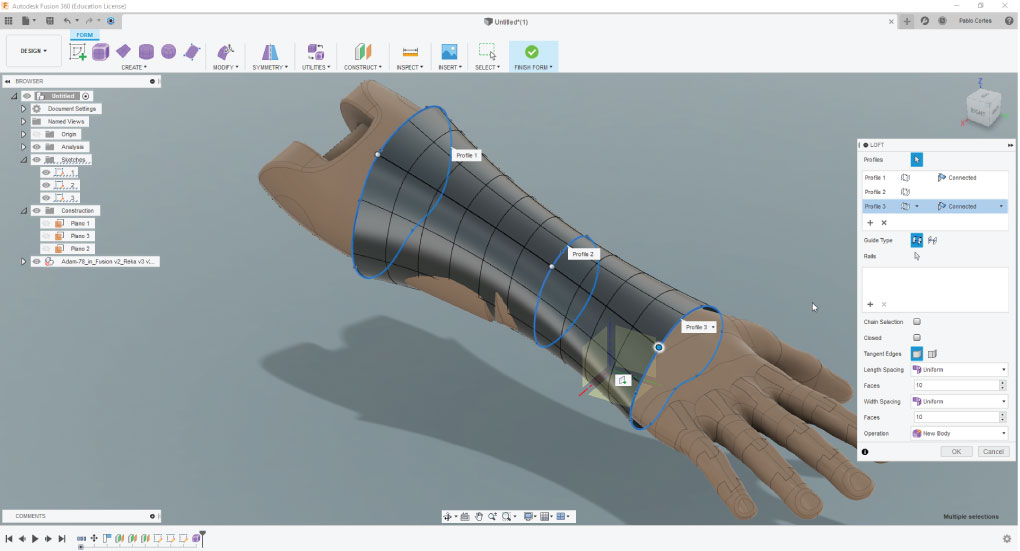 Autodesk Fusion 360 (Education License)
Untitled*(1)
Pablo Cortes
DESIGN
FORM
CREATE
MODIFY
SYMMETRY
UTILITIES
CONSTRUCT
INSPECT
INSERT
SELECT
FINISH FORM
BROWSER
Untitled
Document Settings
Named Views
Origin
Analysis
Sketches
1
2
3
Construction
Plano 1
Plano 3
Plano 2
Adam-78_in_Fusion v2_Reka v3 v...
Profile 1
Profile 2
Profile 3
Z
X
RIGHT
LOFT
Profiles
Profile 1 Connected
Profile 2
Profile 3 Connected
Guide Type
Rails
Chain Selection
Closed
Tangent Edges
Length Spacing Uniform
Faces 10
Width Spacing Uniform
Faces 10
Operation New Body
OK Cancel
COMMENTS
Multiple selections